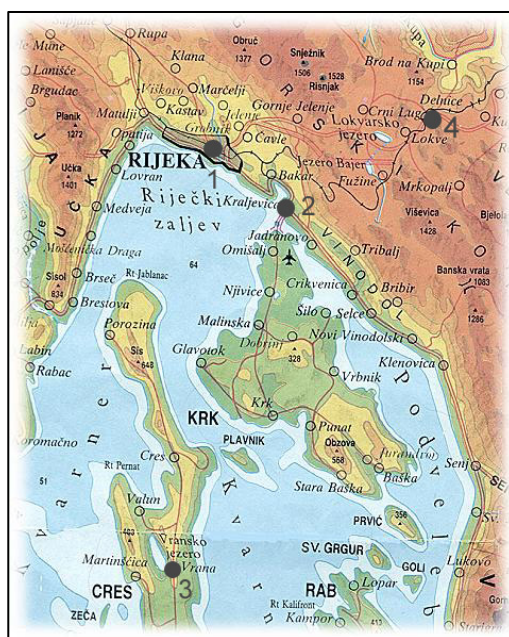 Rupa
Obruč
1377
Snježnik
1506
1528
Risnjak
Brod na Kupi
1154
Klana
Lanišće
Brgudac
Marčelji
Viškovo
Kastav
Planik
1272
Matulji
Jelenje
Grobnik
Gornje Jelenje
Crni Lug
Delnice
4
Lokvarsko
jezero
Lokve
Čavle
Opatija
RIJEKA
1
Jezero Bajer
Učka
1401
Lovran
Bakar
Fužine
Mrkopalj
Riječki
zaljev
Kraljevica
2
Viševica
1428
Medveja
Jadranovo
Tribalj
VINODOL
Mošćenička Draga
Omišalj
Banska vrata
1083
Rt Jablanac
64
Sisol
834
Brseč
Njivice
Crikvenica
Bribir
Brestova
Šilo
Selce
1286
Porozina
Malinska
Dobrinj
328
Novi Vinodolski
Labin
Sis
648
Glavotok
Klenovica
Rabac
Vrbnik
KRK
Krk
Punat
PLAVNIK
Obzova
568
Jurandvor
Cres
Baška
Senj
Rt Pernat
51
Stara Baška
Valun
PRVIĆ
356
Kvarner
Podvelebit
403
Vransko
jezero
SV. GRGUR
Martinšćica
Vrana
3
GOLI
Lukovo
CRES
RAB
Lopar
ZEČA
Rt Kalifront
Kampor